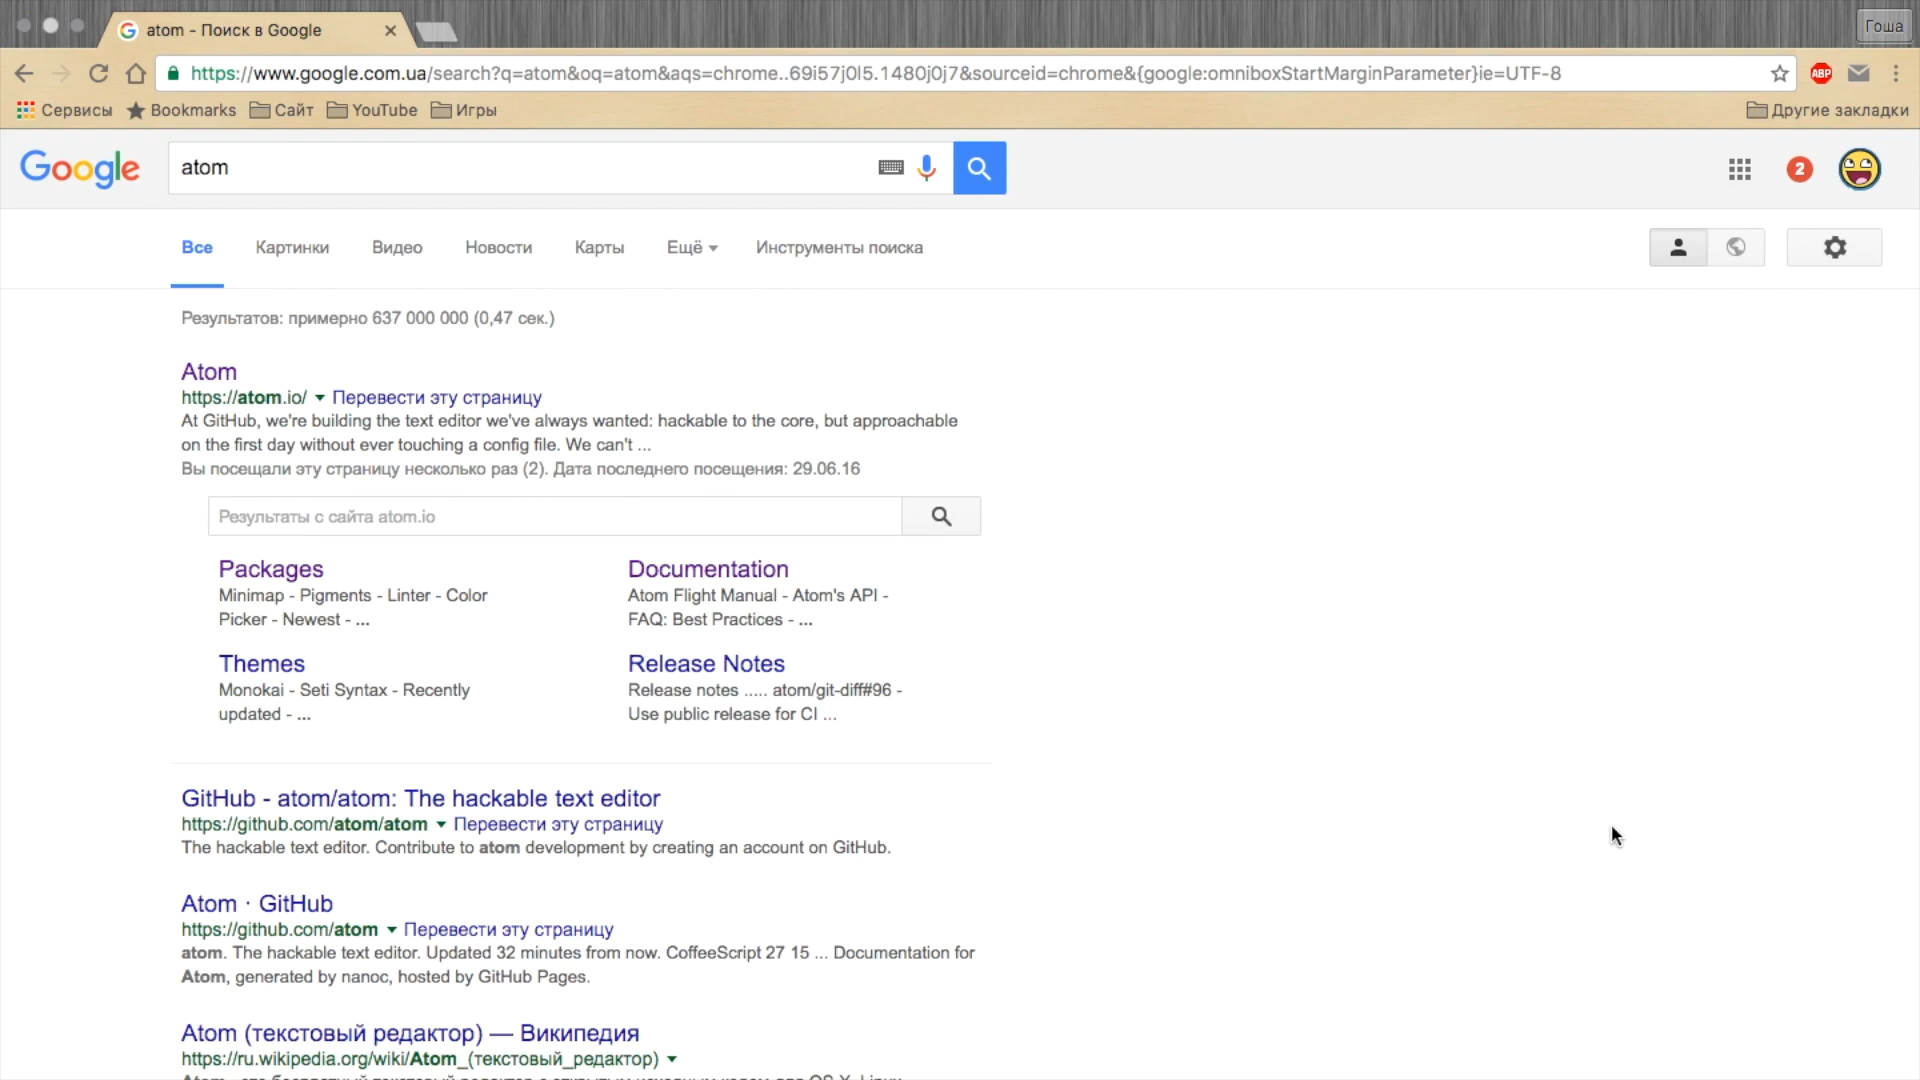 atom - Поиск в Google
Гоша
https://www.google.com.ua/search?q=atom&oq=atom&aqs=chrome..69i57j0l5.1480j0j7&sourceid=chrome&{google:omniboxStartMarginParameter}ie=UTF-8
ABP
Сервисы Bookmarks Сайт YouTube Игры Другие закладки
Google
atom
2
Все Картинки Видео Новости Карты Ещё Инструменты поиска
Результатов: примерно 637 000 000 (0,47 сек.)
Atom
https://atom.io/ Перевести эту страницу
At GitHub, we're building the text editor we've always wanted: hackable to the core, but approachable
on the first day without ever touching a config file. We can't ...
Вы посещали эту страницу несколько раз (2). Дата последнего посещения: 29.06.16
Результаты с сайта atom.io
Packages
Minimap - Pigments - Linter - Color
Picker - Newest - ...
Documentation
Atom Flight Manual - Atom's API -
FAQ: Best Practices - ...
Themes
Monokai - Seti Syntax - Recently
updated - ...
Release Notes
Release notes ..... atom/git-diff#96 -
Use public release for CI ...
GitHub - atom/atom: The hackable text editor
https://github.com/atom/atom Перевести эту страницу
The hackable text editor. Contribute to atom development by creating an account on GitHub.
Atom · GitHub
https://github.com/atom Перевести эту страницу
atom. The hackable text editor. Updated 32 minutes from now. CoffeeScript 27 15 ... Documentation for
Atom, generated by nanoc, hosted by GitHub Pages.
Atom (текстовый редактор) — Википедия
https://ru.wikipedia.org/wiki/Atom_(текстовый_редактор)